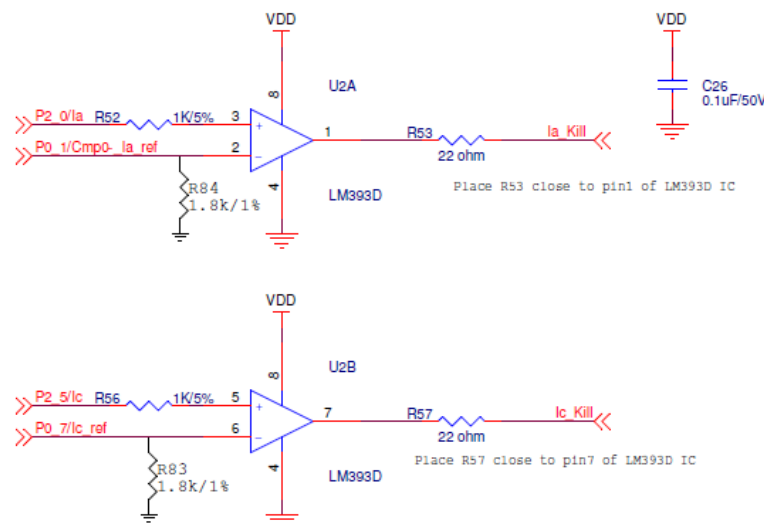 VDD
VDD
8
U2A
C26
0.1uF/50V
P2_0/Ia
R52
1K/5%
3
+
1
R53
Ia_Kill
P0_1/Cmp0-_Ia_ref
2
−
22 ohm
R84
1.8k/1%
4
LM393D
Place R53 close to pin1 of LM393D IC
VDD
8
U2B
P2_5/Ic
R56
1K/5%
5
+
7
R57
Ic_Kill
P0_7/Ic_ref
6
−
22 ohm
R83
1.8k/1%
4
LM393D
Place R57 close to pin7 of LM393D IC